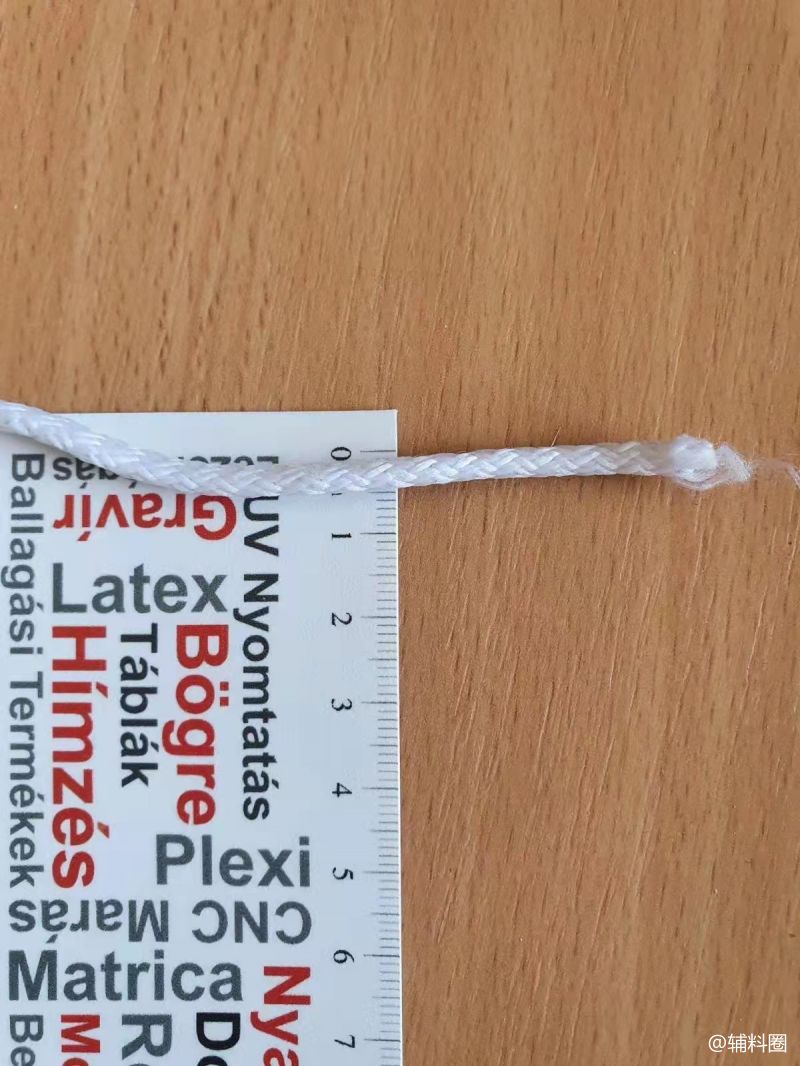 0
1
2
3
4
5
6
7
Gravír
UV Nyomtatás
Ballagási Termékek
Latex
Hímzés
Táblák
Bögre
Plexi
CNC Marás
Matrica
@辅料圈